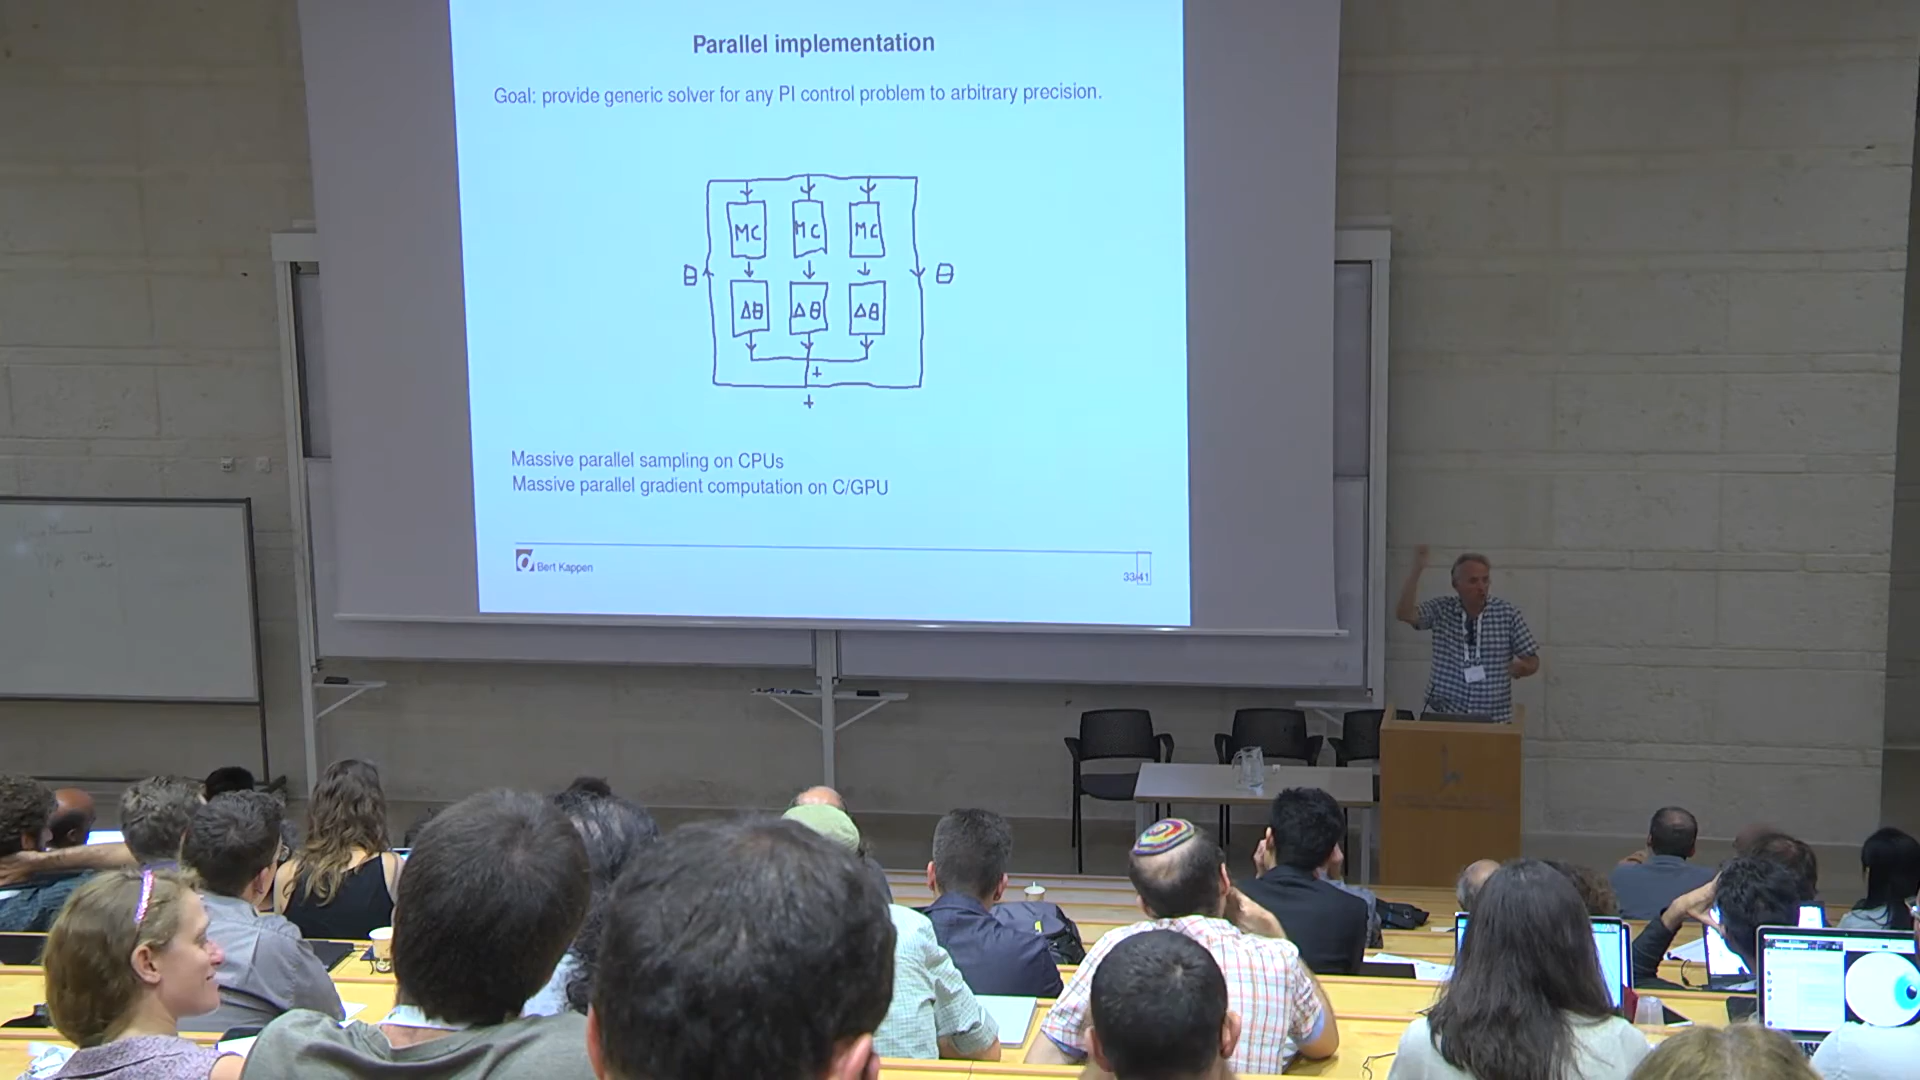 Parallel implementation
Goal: provide generic solver for any PI control problem to arbitrary precision.
MC MC MC
θ θ
Δθ Δθ Δθ
+
+
Massive parallel sampling on CPUs
Massive parallel gradient computation on C/GPU
Bert Kappen
33/41